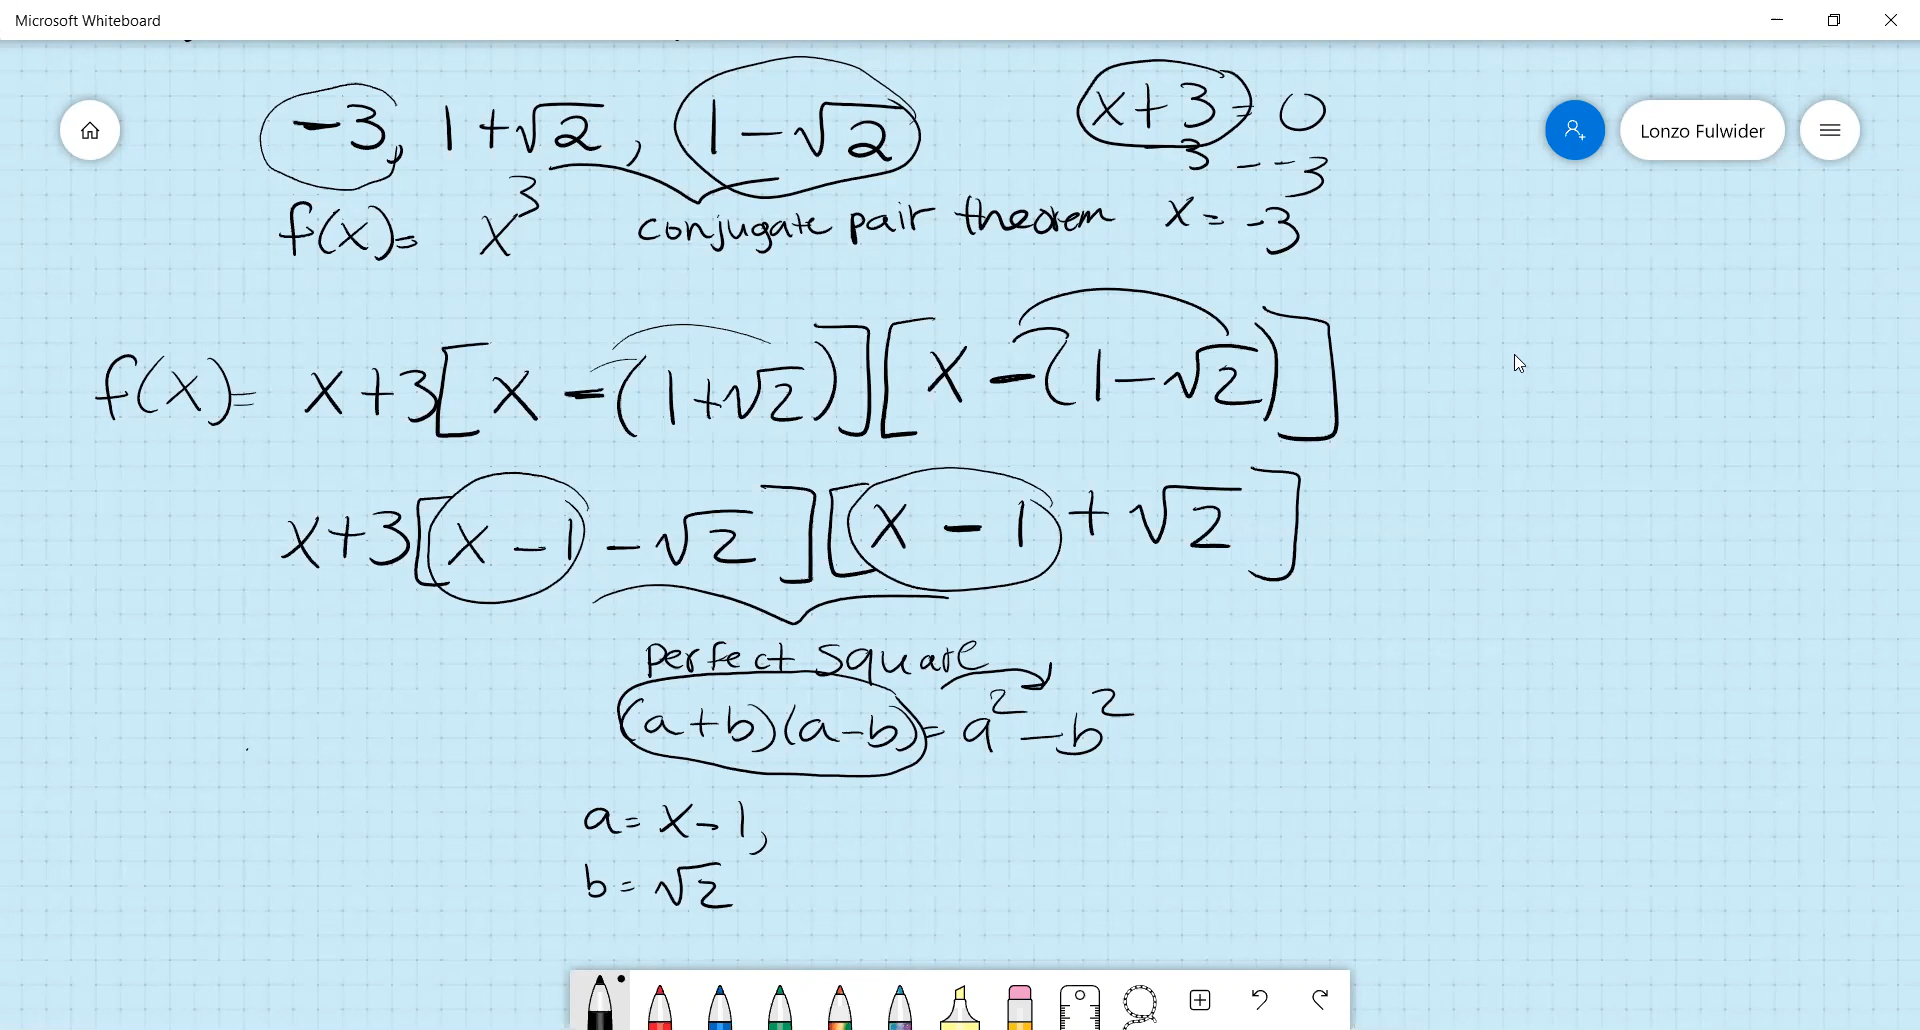 Microsoft Whiteboard
-3, 1+√2, 1-√2
x+3=0
-3 -3
f(x)= x³
conjugate pair theorem
x=-3
f(x)= x+3[x-(1+√2)][x-(1-√2)]
x+3[x-1-√2][x-1+√2]
perfect square
(a+b)(a-b)=a²-b²
a=x-1,
b=√2
Lonzo Fulwider